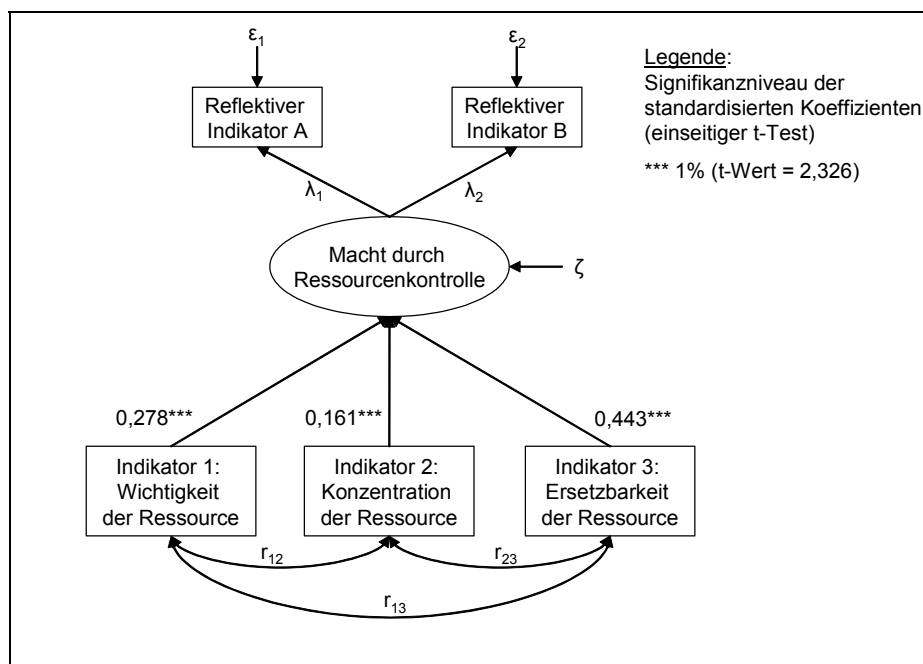 ε1
ε2
Reflektiver
Indikator A
Reflektiver
Indikator B
Legende:
Signifikanzniveau der
standardisierten Koeffizienten
(einseitiger t-Test)
*** 1% (t-Wert = 2,326)
λ1
λ2
Macht durch
Ressourcenkontrolle
ζ
0,278***
0,161***
0,443***
Indikator 1:
Wichtigkeit
der Ressource
Indikator 2:
Konzentration
der Ressource
Indikator 3:
Ersetzbarkeit
der Ressource
r12
r23
r13